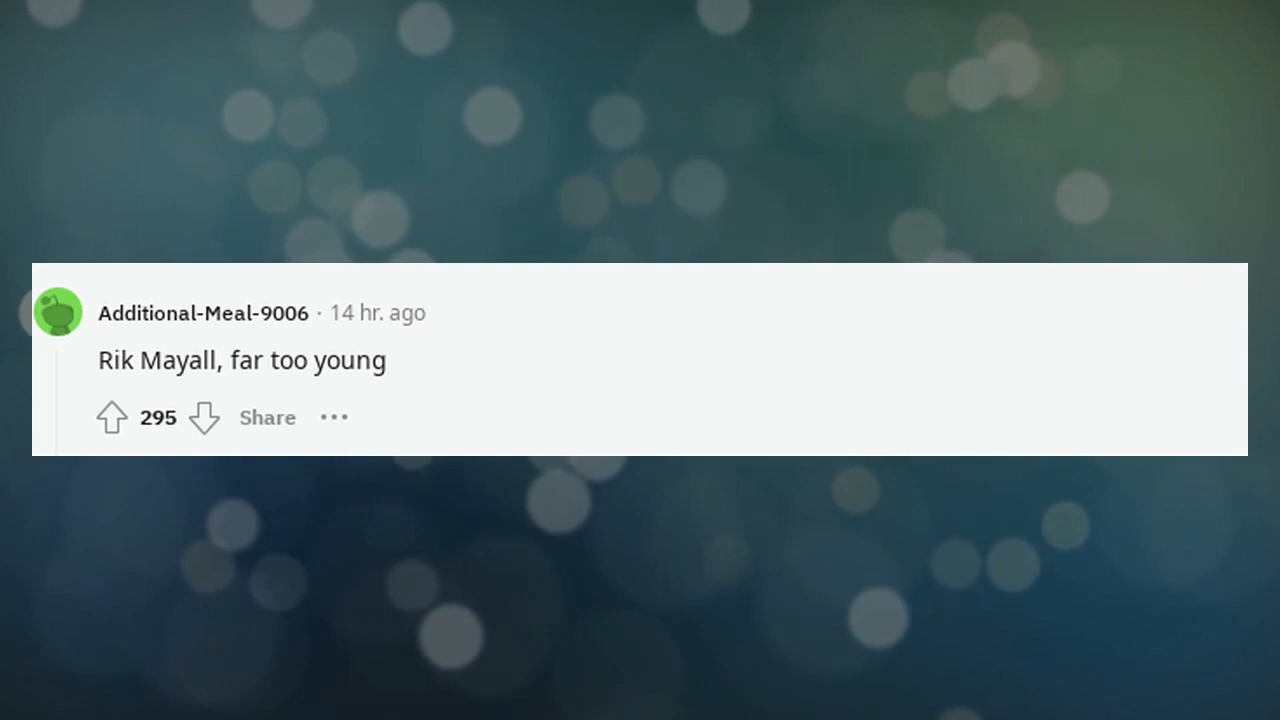 Additional-Meal-9006 · 14 hr. ago
Rik Mayall, far too young
295 Share ···